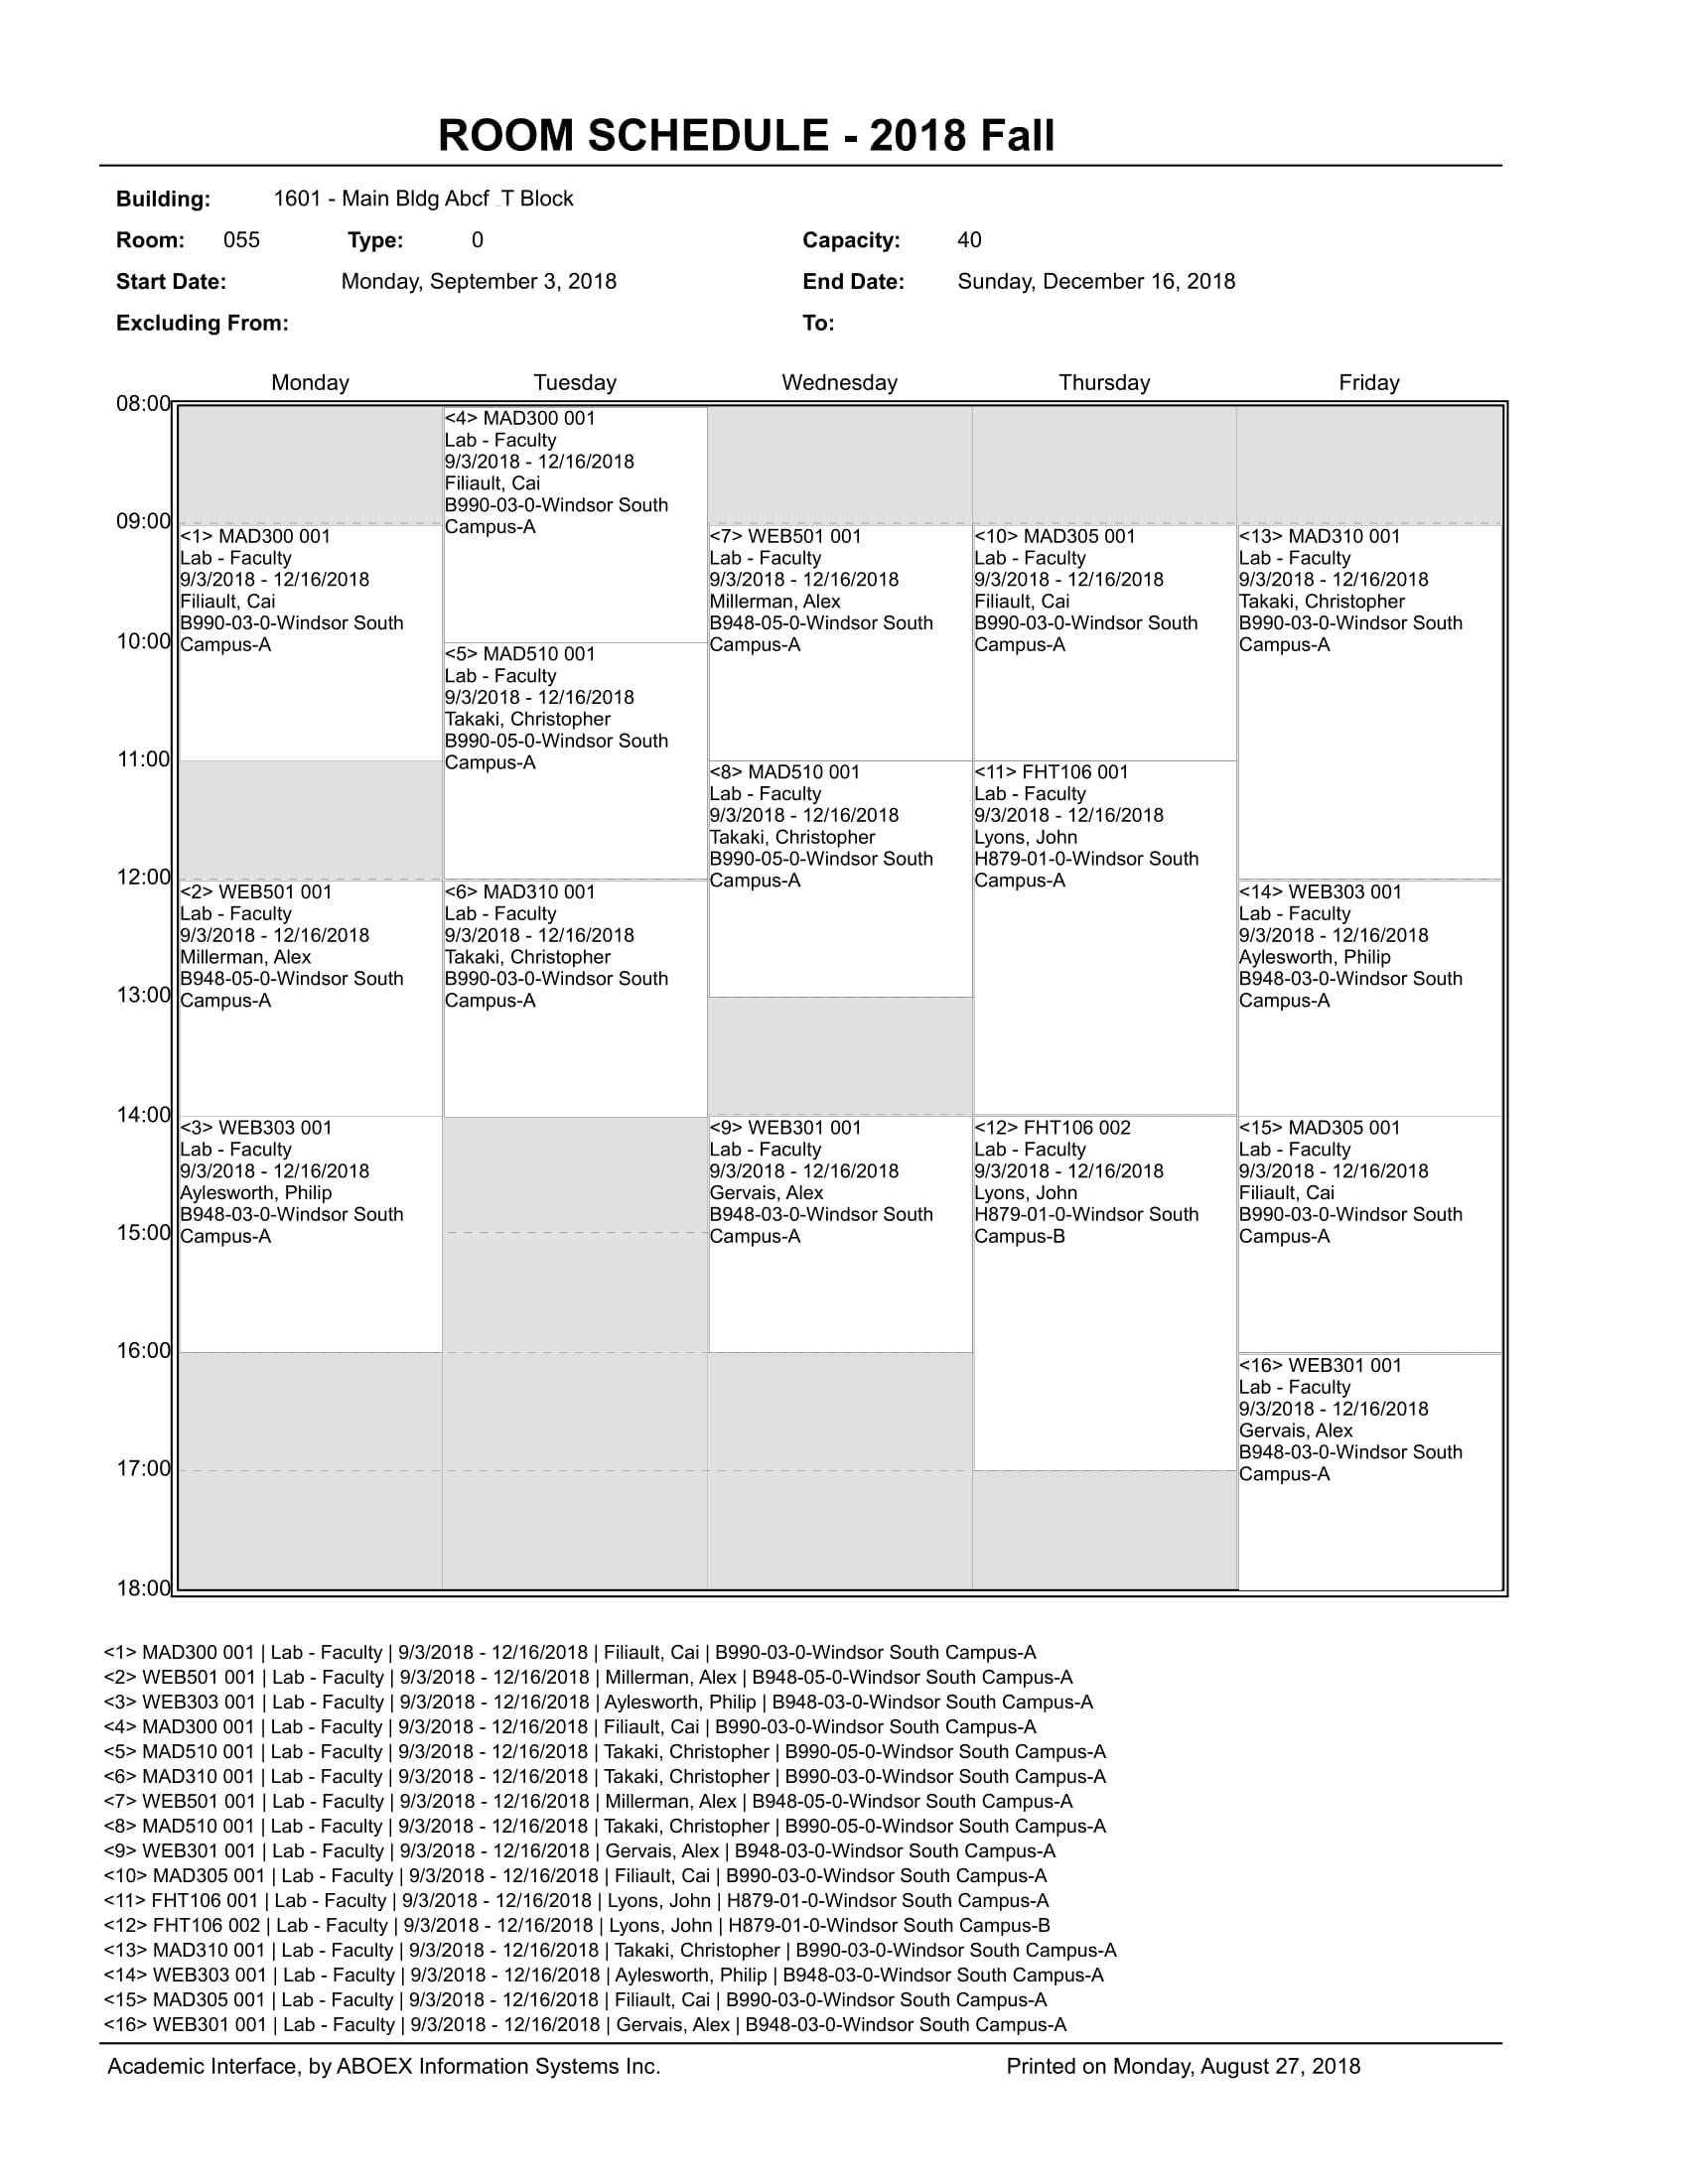 ROOM SCHEDULE - 2018 Fall
Building: 1601 - Main Bldg Abcf _T Block
Room: 055 Type: 0 Capacity: 40
Start Date: Monday, September 3, 2018 End Date: Sunday, December 16, 2018
Excluding From: To:
Monday Tuesday Wednesday Thursday Friday
08:00
09:00
10:00
11:00
12:00
13:00
14:00
15:00
16:00
17:00
18:00
<1> MAD300 001
Lab - Faculty
9/3/2018 - 12/16/2018
Filiault, Cai
B990-03-0-Windsor South
Campus-A
<2> WEB501 001
Lab - Faculty
9/3/2018 - 12/16/2018
Millerman, Alex
B948-05-0-Windsor South
Campus-A
<3> WEB303 001
Lab - Faculty
9/3/2018 - 12/16/2018
Aylesworth, Philip
B948-03-0-Windsor South
Campus-A
<4> MAD300 001
Lab - Faculty
9/3/2018 - 12/16/2018
Filiault, Cai
B990-03-0-Windsor South
Campus-A
<5> MAD510 001
Lab - Faculty
9/3/2018 - 12/16/2018
Takaki, Christopher
B990-05-0-Windsor South
Campus-A
<6> MAD310 001
Lab - Faculty
9/3/2018 - 12/16/2018
Takaki, Christopher
B990-03-0-Windsor South
Campus-A
<7> WEB501 001
Lab - Faculty
9/3/2018 - 12/16/2018
Millerman, Alex
B948-05-0-Windsor South
Campus-A
<8> MAD510 001
Lab - Faculty
9/3/2018 - 12/16/2018
Takaki, Christopher
B990-05-0-Windsor South
Campus-A
<9> WEB301 001
Lab - Faculty
9/3/2018 - 12/16/2018
Gervais, Alex
B948-03-0-Windsor South
Campus-A
<10> MAD305 001
Lab - Faculty
9/3/2018 - 12/16/2018
Filiault, Cai
B990-03-0-Windsor South
Campus-A
<11> FHT106 001
Lab - Faculty
9/3/2018 - 12/16/2018
Lyons, John
H879-01-0-Windsor South
Campus-A
<12> FHT106 002
Lab - Faculty
9/3/2018 - 12/16/2018
Lyons, John
H879-01-0-Windsor South
Campus-B
<13> MAD310 001
Lab - Faculty
9/3/2018 - 12/16/2018
Takaki, Christopher
B990-03-0-Windsor South
Campus-A
<14> WEB303 001
Lab - Faculty
9/3/2018 - 12/16/2018
Aylesworth, Philip
B948-03-0-Windsor South
Campus-A
<15> MAD305 001
Lab - Faculty
9/3/2018 - 12/16/2018
Filiault, Cai
B990-03-0-Windsor South
Campus-A
<16> WEB301 001
Lab - Faculty
9/3/2018 - 12/16/2018
Gervais, Alex
B948-03-0-Windsor South
Campus-A
<1> MAD300 001 | Lab - Faculty | 9/3/2018 - 12/16/2018 | Filiault, Cai | B990-03-0-Windsor South Campus-A
<2> WEB501 001 | Lab - Faculty | 9/3/2018 - 12/16/2018 | Millerman, Alex | B948-05-0-Windsor South Campus-A
<3> WEB303 001 | Lab - Faculty | 9/3/2018 - 12/16/2018 | Aylesworth, Philip | B948-03-0-Windsor South Campus-A
<4> MAD300 001 | Lab - Faculty | 9/3/2018 - 12/16/2018 | Filiault, Cai | B990-03-0-Windsor South Campus-A
<5> MAD510 001 | Lab - Faculty | 9/3/2018 - 12/16/2018 | Takaki, Christopher | B990-05-0-Windsor South Campus-A
<6> MAD310 001 | Lab - Faculty | 9/3/2018 - 12/16/2018 | Takaki, Christopher | B990-03-0-Windsor South Campus-A
<7> WEB501 001 | Lab - Faculty | 9/3/2018 - 12/16/2018 | Millerman, Alex | B948-05-0-Windsor South Campus-A
<8> MAD510 001 | Lab - Faculty | 9/3/2018 - 12/16/2018 | Takaki, Christopher | B990-05-0-Windsor South Campus-A
<9> WEB301 001 | Lab - Faculty | 9/3/2018 - 12/16/2018 | Gervais, Alex | B948-03-0-Windsor South Campus-A
<10> MAD305 001 | Lab - Faculty | 9/3/2018 - 12/16/2018 | Filiault, Cai | B990-03-0-Windsor South Campus-A
<11> FHT106 001 | Lab - Faculty | 9/3/2018 - 12/16/2018 | Lyons, John | H879-01-0-Windsor South Campus-A
<12> FHT106 002 | Lab - Faculty | 9/3/2018 - 12/16/2018 | Lyons, John | H879-01-0-Windsor South Campus-B
<13> MAD310 001 | Lab - Faculty | 9/3/2018 - 12/16/2018 | Takaki, Christopher | B990-03-0-Windsor South Campus-A
<14> WEB303 001 | Lab - Faculty | 9/3/2018 - 12/16/2018 | Aylesworth, Philip | B948-03-0-Windsor South Campus-A
<15> MAD305 001 | Lab - Faculty | 9/3/2018 - 12/16/2018 | Filiault, Cai | B990-03-0-Windsor South Campus-A
<16> WEB301 001 | Lab - Faculty | 9/3/2018 - 12/16/2018 | Gervais, Alex | B948-03-0-Windsor South Campus-A
Academic Interface, by ABOEX Information Systems Inc. Printed on Monday, August 27, 2018